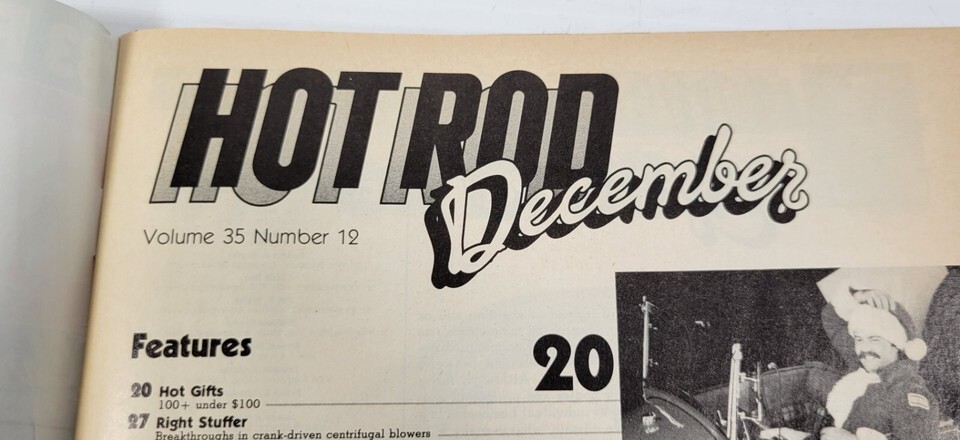 HOT ROD
December
Volume 35 Number 12
Features
20
20 Hot Gifts
100+ under $100
27 Right Stuffer
Breakthroughs in crank-driven centrifugal blowers